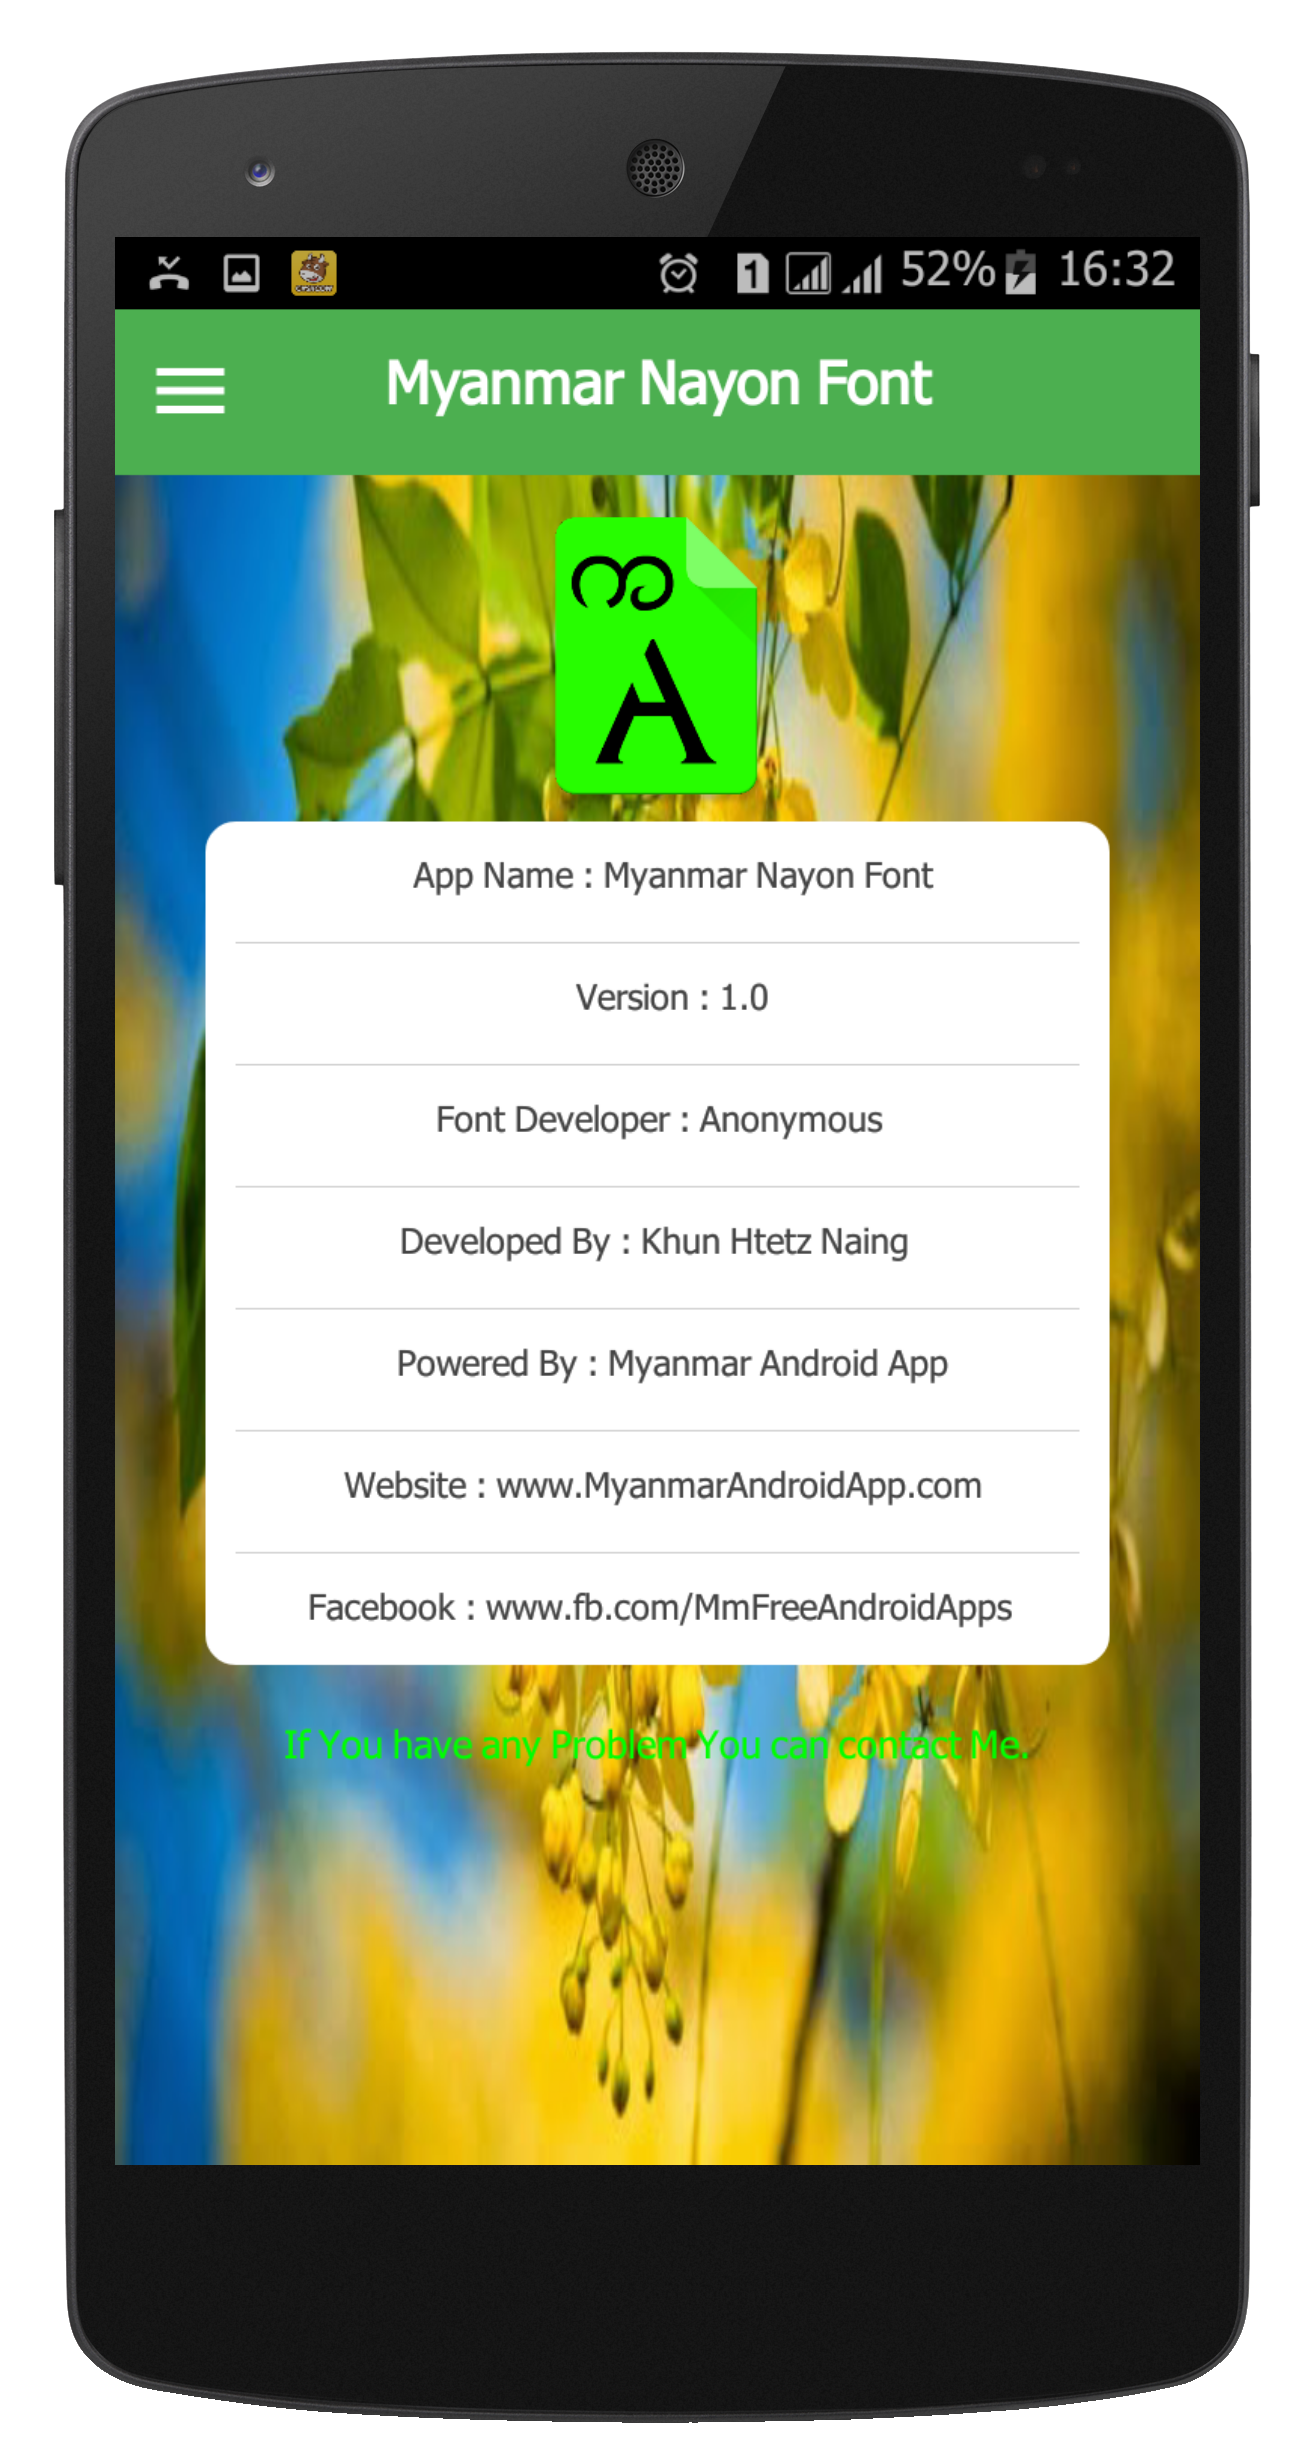 52% 16:32
Myanmar Nayon Font
အ
A
App Name : Myanmar Nayon Font
Version : 1.0
Font Developer : Anonymous
Developed By : Khun Htetz Naing
Powered By : Myanmar Android App
Website : www.MyanmarAndroidApp.com
Facebook : www.fb.com/MmFreeAndroidApps
If You have any Problem You can contact Me.